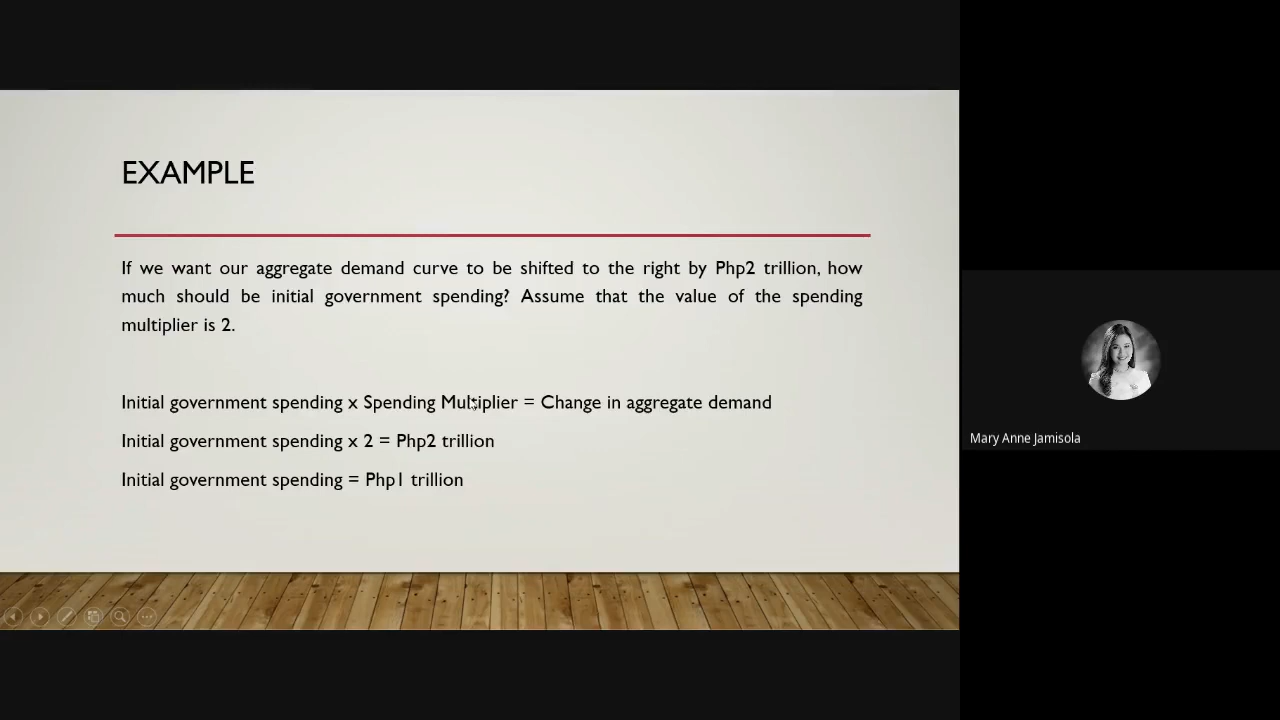 EXAMPLE
If we want our aggregate demand curve to be shifted to the right by Php2 trillion, how
much should be initial government spending? Assume that the value of the spending
multiplier is 2.
Initial government spending x Spending Multiplier = Change in aggregate demand
Initial government spending x 2 = Php2 trillion
Initial government spending = Php1 trillion
Mary Anne Jamisola